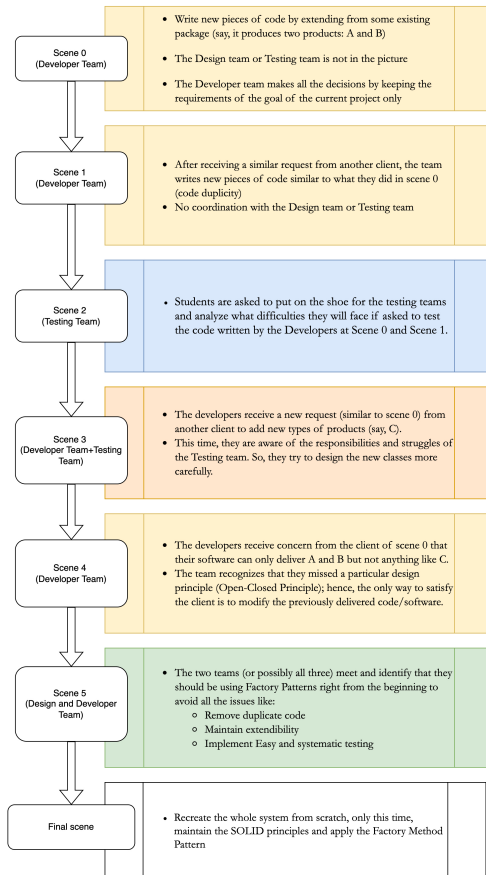 Scene 0
(Developer Team)
• Write new pieces of code by extending from some existing
package (say, it produces two products: A and B)
• The Design team or Testing team is not in the picture
• The Developer team makes all the decisions by keeping the
requirements of the goal of the current project only
Scene 1
(Developer Team)
• After receiving a similar request from another client, the team
writes new pieces of code similar to what they did in scene 0
(code duplicity)
• No coordination with the Design team or Testing team
Scene 2
(Testing Team)
• Students are asked to put on the shoe for the testing teams
and analyze what difficulties they will face if asked to test
the code written by the Developers at Scene 0 and Scene 1.
Scene 3
(Developer Team+Testing
Team)
• The developers receive a new request (similar to scene 0) from
another client to add new types of products (say, C).
• This time, they are aware of the responsibilities and struggles of
the Testing team. So, they try to design the new classes more
carefully.
Scene 4
(Developer Team)
• The developers receive concern from the client of scene 0 that
their software can only deliver A and B but not anything like C.
• The team recognizes that they missed a particular design
principle (Open-Closed Principle); hence, the only way to satisfy
the client is to modify the previously delivered code/software.
Scene 5
(Design and Developer
Team)
• The two teams (or possibly all three) meet and identify that they
should be using Factory Patterns right from the beginning to
avoid all the issues like:
o Remove duplicate code
o Maintain extendibility
o Implement Easy and systematic testing
Final scene
• Recreate the whole system from scratch, only this time,
maintain the SOLID principles and apply the Factory Method
Pattern